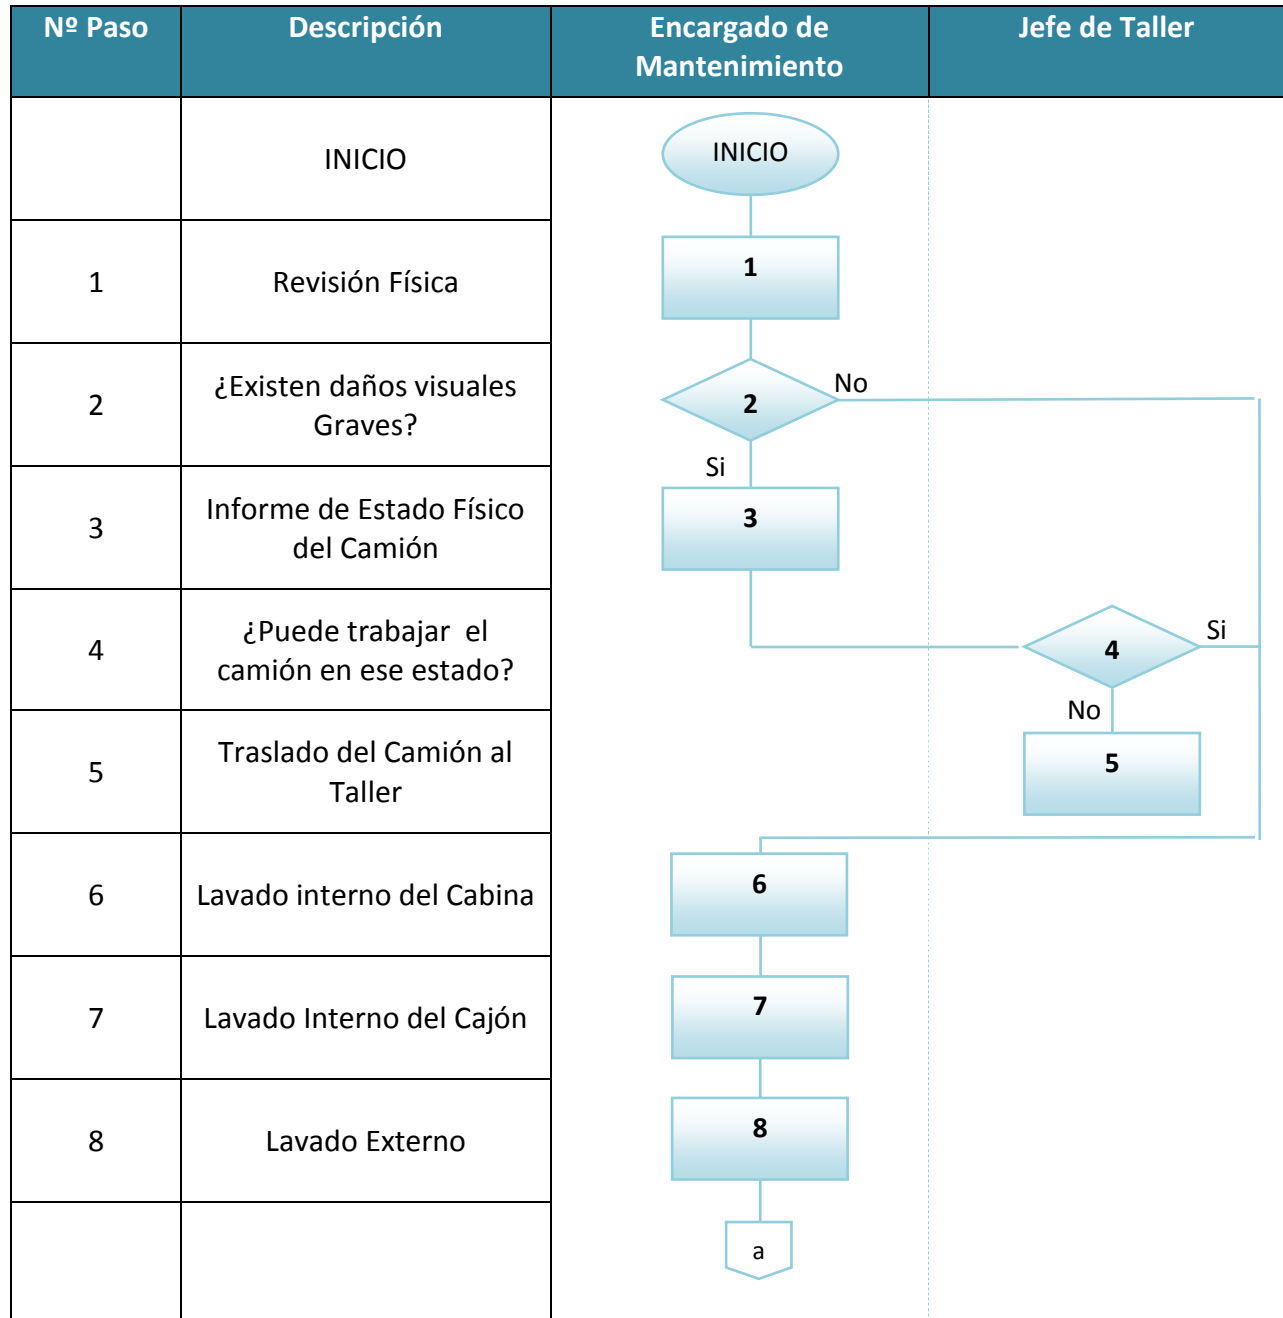 Nº Paso
Descripción
Encargado de
Mantenimiento
Jefe de Taller
INICIO
INICIO
1
Revisión Física
1
2
¿Existen daños visuales
Graves?
2
No
Si
3
Informe de Estado Físico
del Camión
3
4
¿Puede trabajar  el
camión en ese estado?
4
Si
No
5
Traslado del Camión al
Taller
5
6
Lavado interno del Cabina
6
7
Lavado Interno del Cajón
7
8
Lavado Externo
8
a